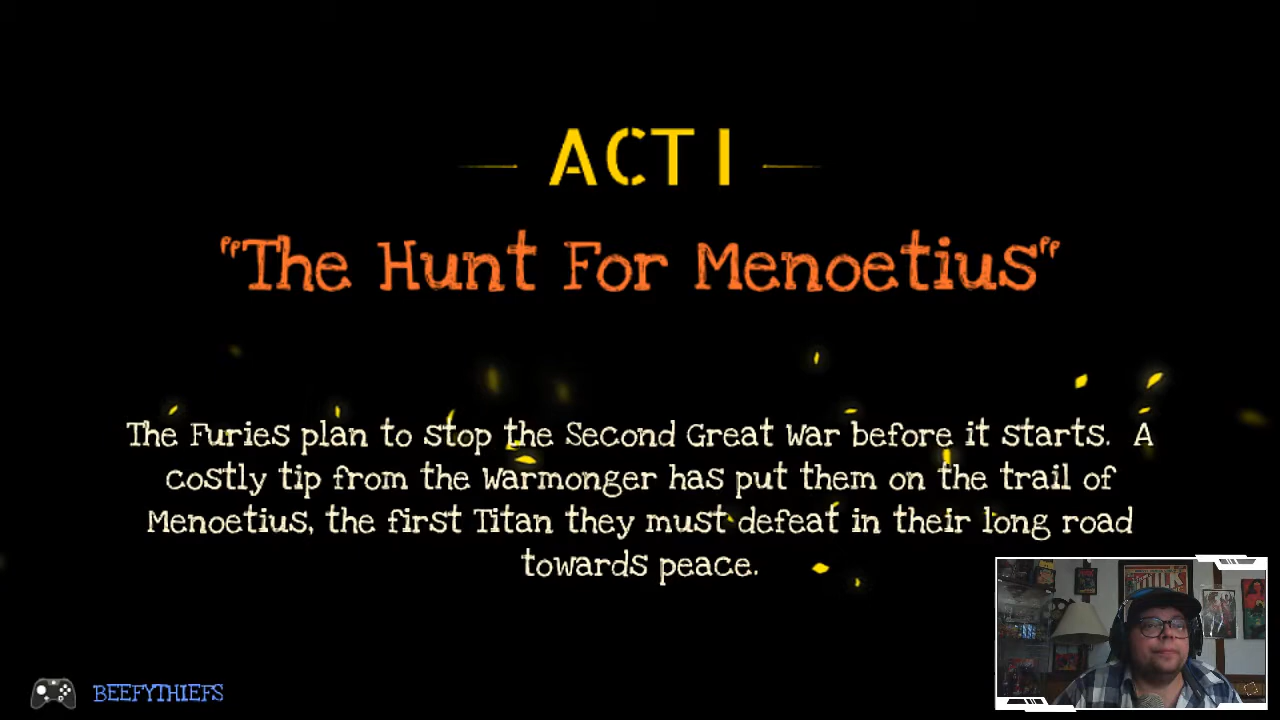 ACT I
"The Hunt For Menoetius"
The Furies plan to stop the Second Great War before it starts. A
costly tip from the Warmonger has put them on the trail of
Menoetius, the first Titan they must defeat in their long road
towards peace.
HULK
BEEFYTHIEFS